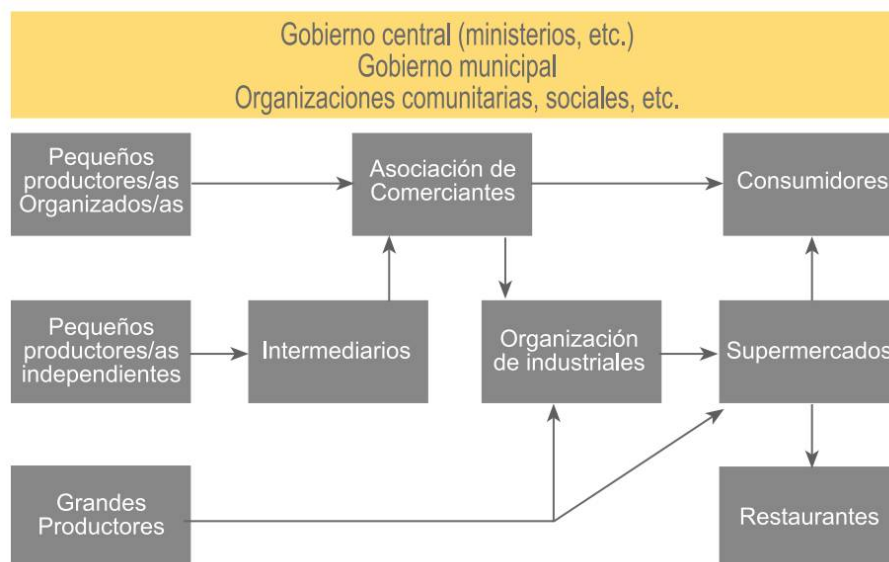 Gobierno central (ministerios, etc.)
Gobierno municipal
Organizaciones comunitarias, sociales, etc.
Pequeños
productores/as
Organizados/as
Asociación de
Comerciantes
Consumidores
Pequeños
productores/as
independientes
Intermediarios
Organización
de industriales
Supermercados
Grandes
Productores
Restaurantes